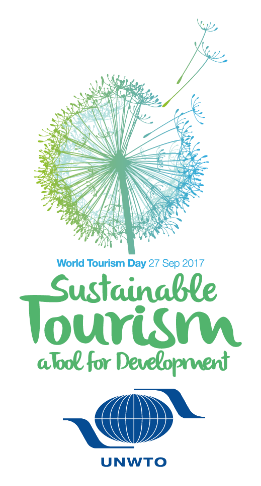 World Tourism Day 27 Sep 2017
Sustainable
Tourism
a Tool for Development
UNWTO